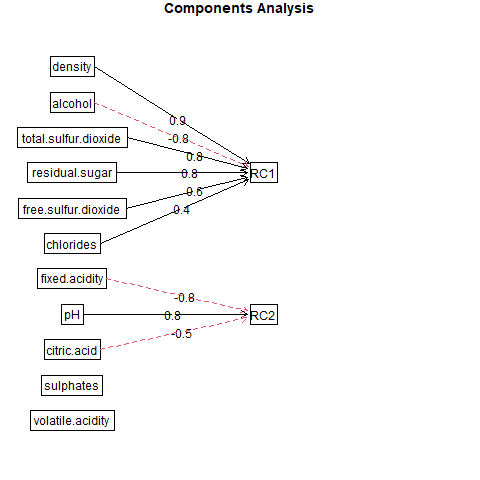 Components Analysis
density
alcohol
0.9
-0.8
total.sulfur.dioxide
0.8
residual.sugar
0.8
RC1
0.6
free.sulfur.dioxide
0.4
chlorides
fixed.acidity
-0.8
pH
0.8
RC2
-0.5
citric.acid
sulphates
volatile.acidity